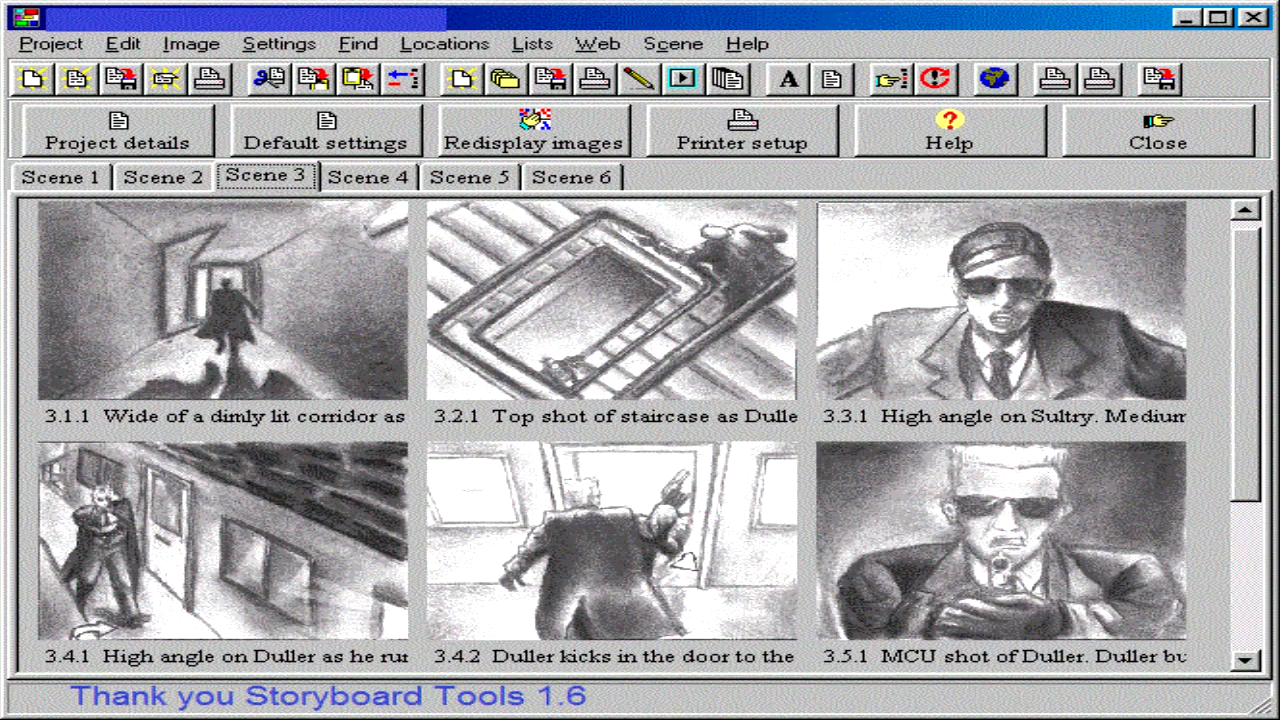 Project Edit Image Settings Find Locations Lists Web Scene Help
A
Project details Default settings Redisplay images Printer setup Help Close
Scene 1 Scene 2 Scene 3 Scene 4 Scene 5 Scene 6
3.1.1 Wide of a dimly lit corridor as 3.2.1 Top shot of staircase as Dulle 3.3.1 High angle on Sultry. Medium
3.4.1 High angle on Duller as he rur 3.4.2 Duller kicks in the door to the 3.5.1 MCU shot of Duller. Duller bu
Thank you Storyboard Tools 1.6